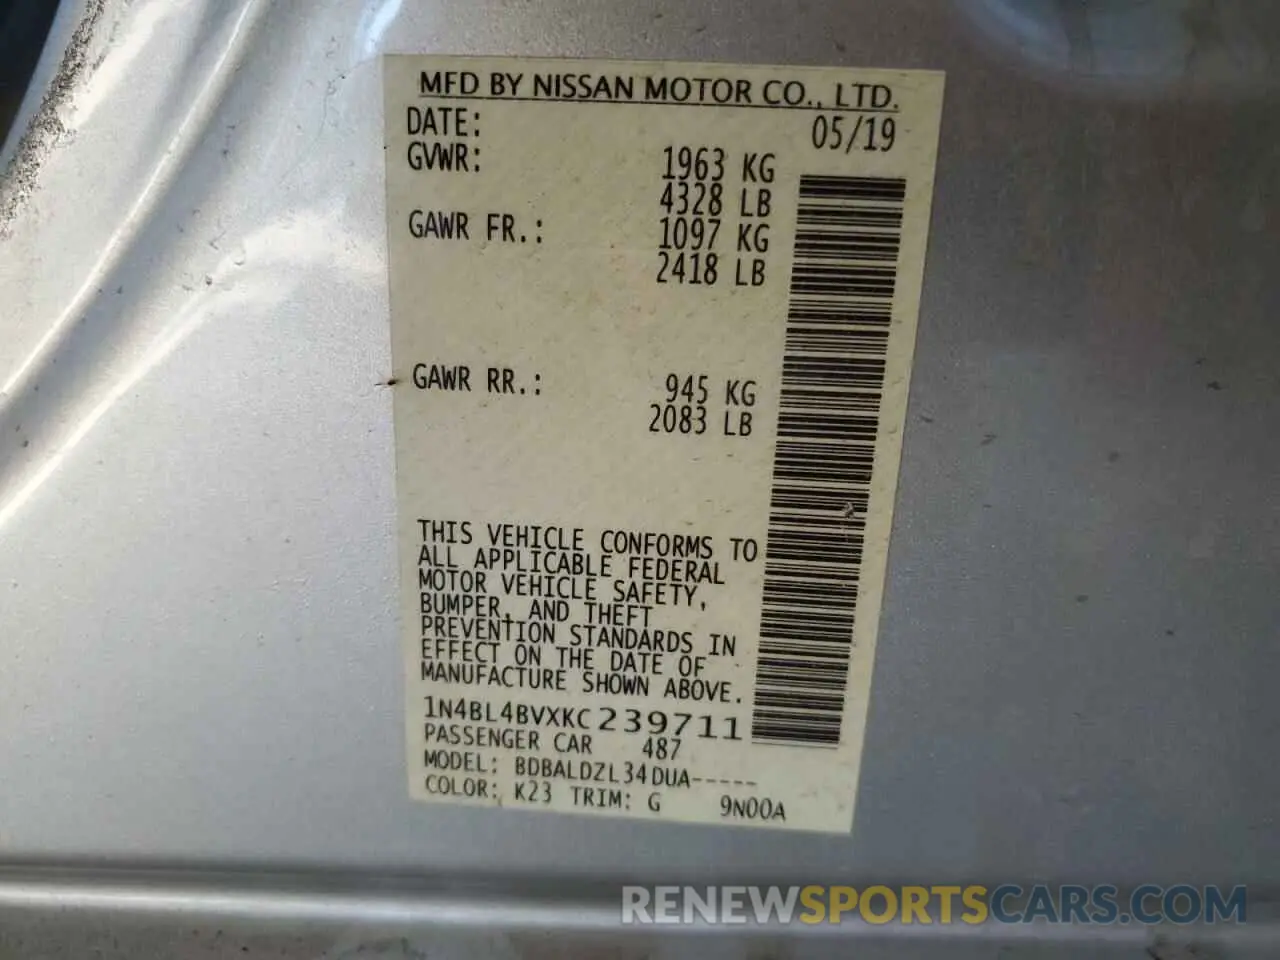 MFD BY NISSAN MOTOR CO., LTD.
DATE: 05/19
GVWR: 1963 KG
4328 LB
GAWR FR.: 1097 KG
2418 LB
GAWR RR.: 945 KG
2083 LB
THIS VEHICLE CONFORMS TO
ALL APPLICABLE FEDERAL
MOTOR VEHICLE SAFETY,
BUMPER, AND THEFT
PREVENTION STANDARDS IN
EFFECT ON THE DATE OF
MANUFACTURE SHOWN ABOVE.
1N4BL4BVXKC239711
PASSENGER CAR 487
MODEL: BDBALDZL34DUA-----
COLOR: K23 TRIM: G 9N00A
RENEWSPORTSCARS.COM